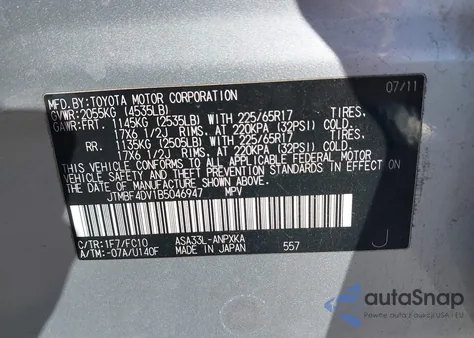 MFD.BY:TOYOTA MOTOR CORPORATION 07/11
GVWR:2055KG (4535LB)
GAWR:FRT. 1145KG (2535LB) WITH 225/65R17 TIRES.
17X6 1/2J RIMS. AT 220KPA (32PSI) COLD.
RR. 1135KG (2505LB) WITH 225/65R17 TIRES.
17X6 1/2J RIMS. AT 220KPA (32PSI) COLD.
THIS VEHICLE CONFORMS TO ALL APPLICABLE FEDERAL MOTOR
VEHICLE SAFETY STANDARDS IN EFFECT ON THE DATE OF
MANUFACTURE SHOWN ABOVE.
JTMBF4DV1B5046947 MPV
C/TR:1F7/FC10 ASA33L-ANPXKA
A/TM:-07A/U140F MADE IN JAPAN 557 J
autoSnap
Pewne auto z USA